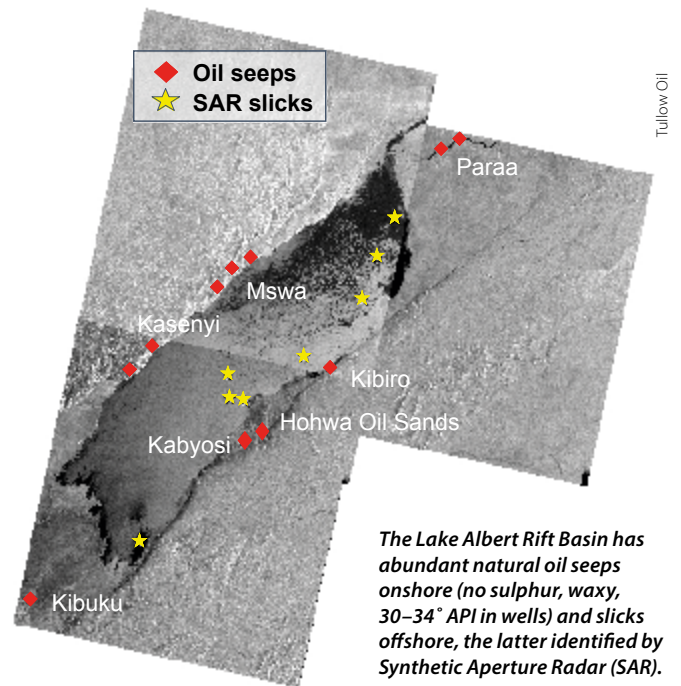 Oil seeps
SAR slicks
Tullow Oil
Paraa
Mswa
Kasenyi
Kibiro
Hohwa Oil Sands
Kabyosi
Kibuku
The Lake Albert Rift Basin has
abundant natural oil seeps
onshore (no sulphur, waxy,
30–34˚ API in wells) and slicks
offshore, the latter identified by
Synthetic Aperture Radar (SAR).